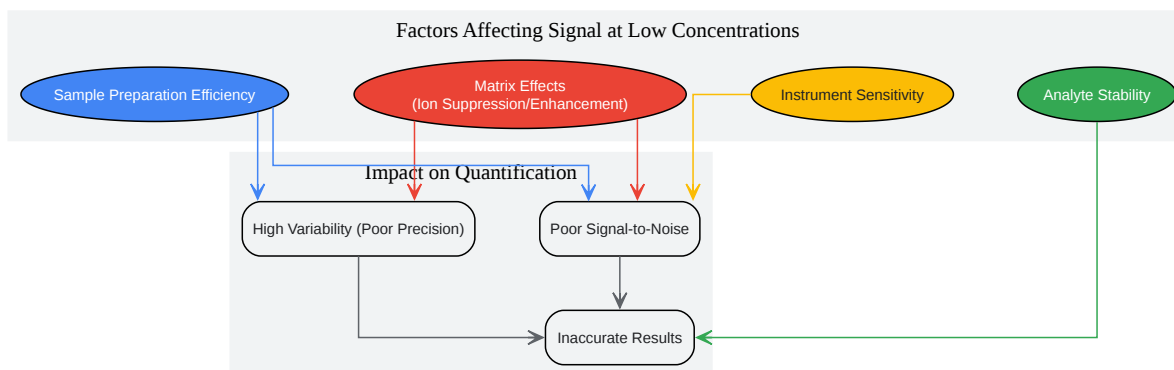 Factors Affecting Signal at Low Concentrations
Sample Preparation Efficiency
Matrix Effects
(Ion Suppression/Enhancement)
Instrument Sensitivity
Analyte Stability
Impact on Quantification
High Variability (Poor Precision)
Poor Signal-to-Noise
Inaccurate Results